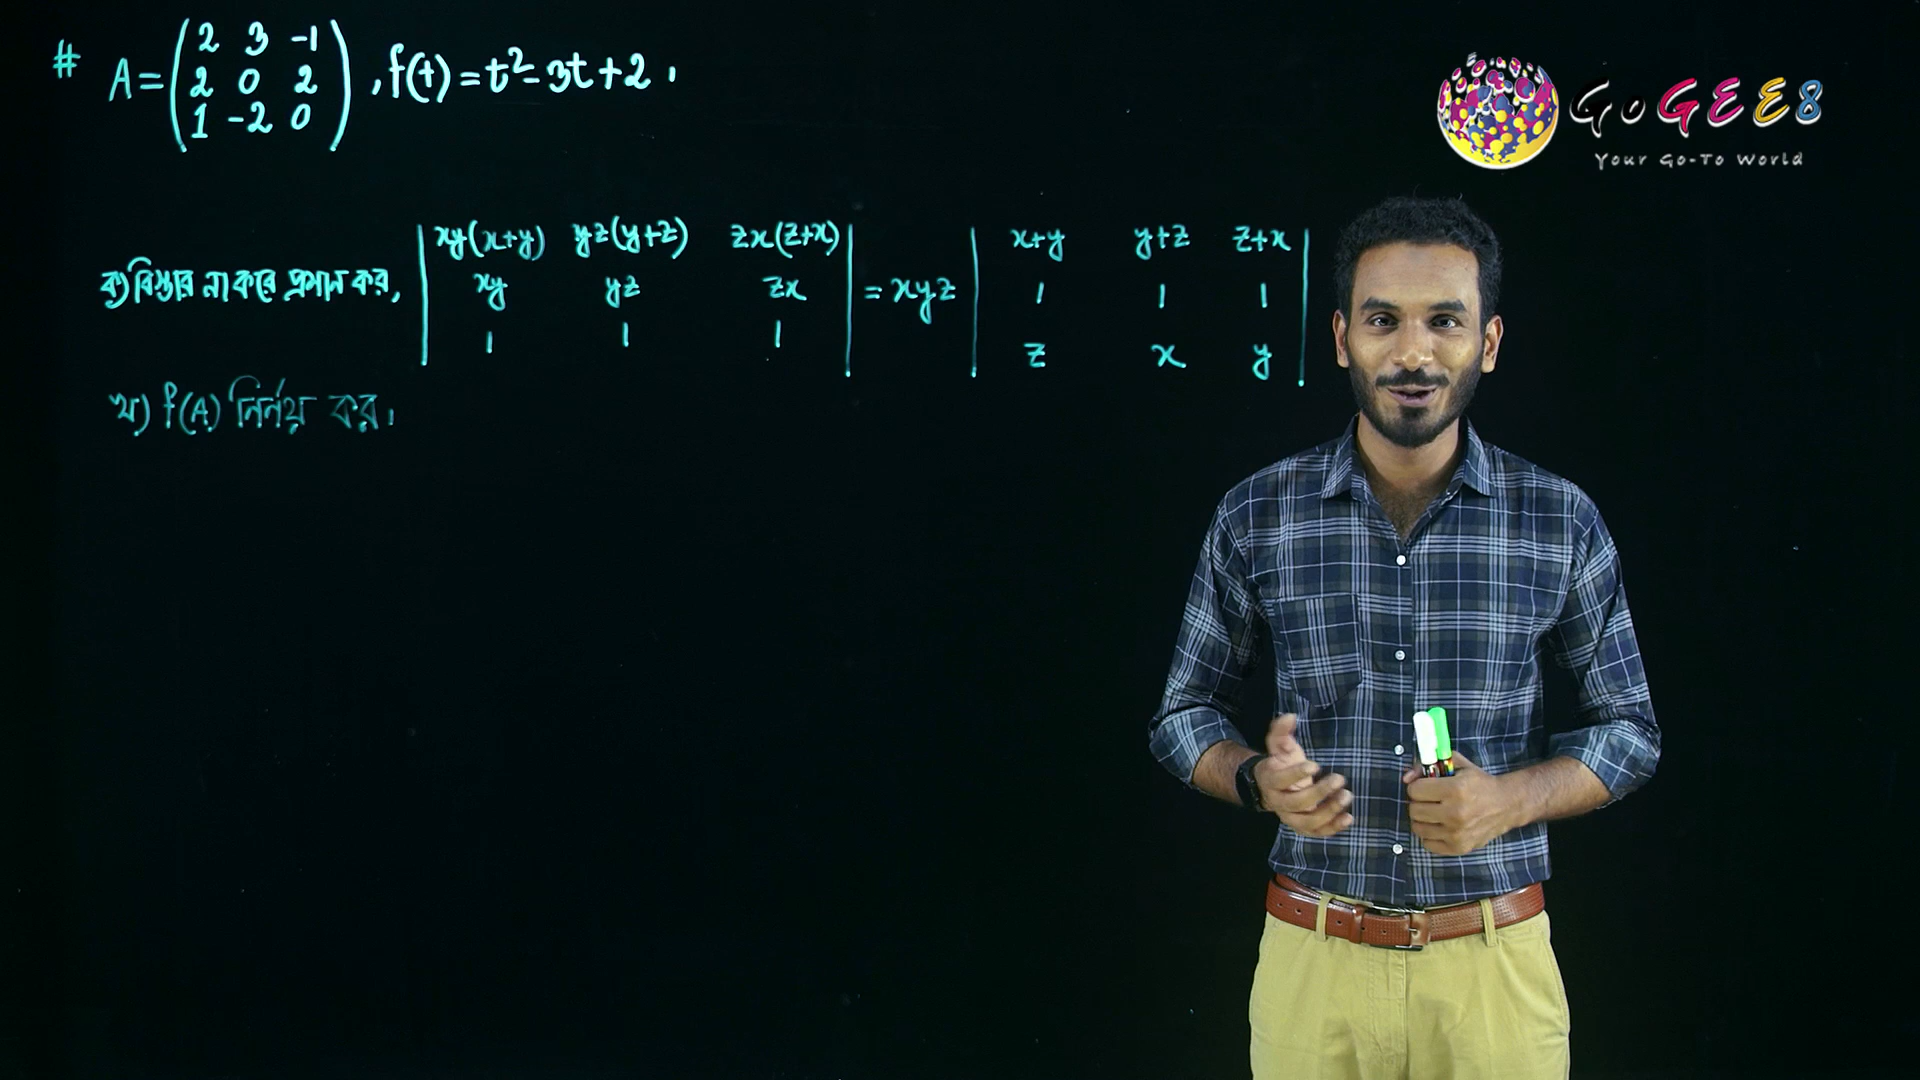 # A = (2 3 -1
2 0 2
1 -2 0), f(t) = t² - 3t + 2 ।
GoGEE8
Your Go-To World
ক) বিস্তার না করে প্রমান কর, | xy(x+y) yz(y+z) zx(z+x)
xy yz zx
1 1 1 | = xyz | x+y y+z z+x
1 1 1
z x y |
খ) f(A) নির্নয় কর।